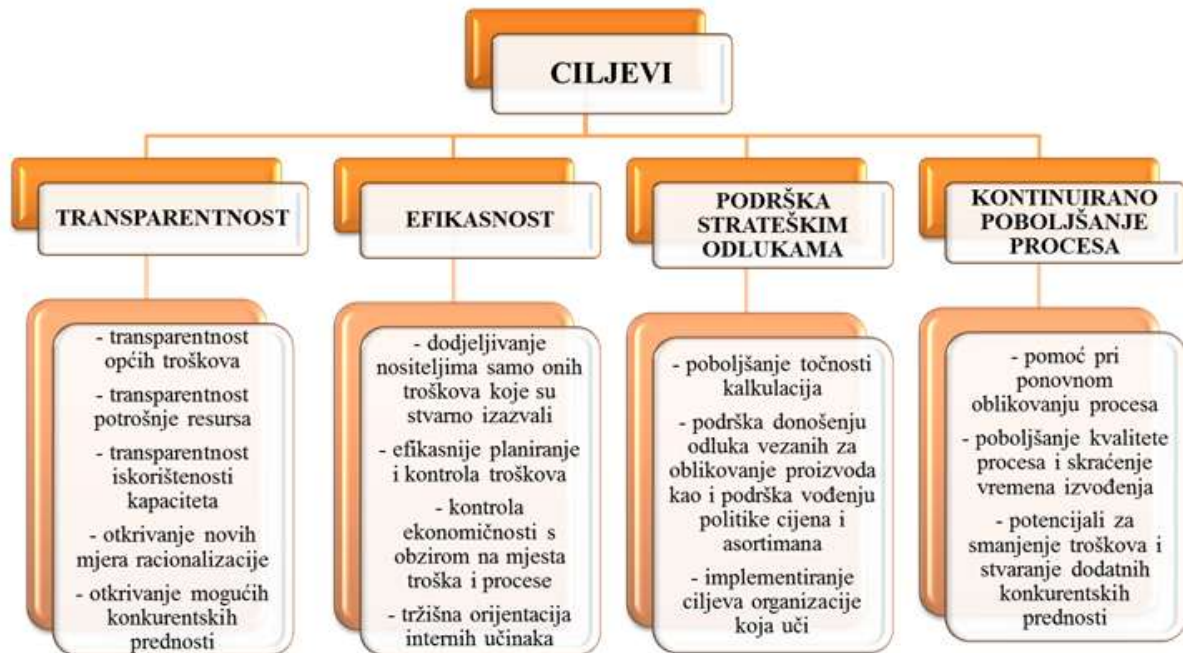 CILJEVI
TRANSPARENTNOST
- transparentnost
općih troškova
- transparentnost
potrošnje resursa
- transparentnost
iskorištenosti
kapaciteta
- otkrivanje novih
mjera racionalizacije
- otkrivanje mogućih
konkurentskih
prednosti
EFIKASNOST
- dodjeljivanje
nositeljima samo onih
troškova koje su
stvarno izazvali
- efikasnije planiranje
i kontrola troškova
- kontrola
ekonomičnosti s
obzirom na mjesta
troška i procese
- tržišna orijentacija
internih učinaka
PODRŠKA
STRATEŠKIM
ODLUKAMA
- poboljšanje točnosti
kalkulacija
- podrška donošenju
odluka vezanih za
oblikovanje proizvoda
kao i podrška vođenju
politike cijena i
asortimana
- implementiranje
ciljeva organizacije
koja uči
KONTINUIRANO
POBOLJŠANJE
PROCESA
- pomoć pri
ponovnom
oblikovanju procesa
- poboljšanje kvalitete
procesa i skraćenje
vremena izvođenja
- potencijali za
smanjenje troškova i
stvaranje dodatnih
konkurentskih
prednosti